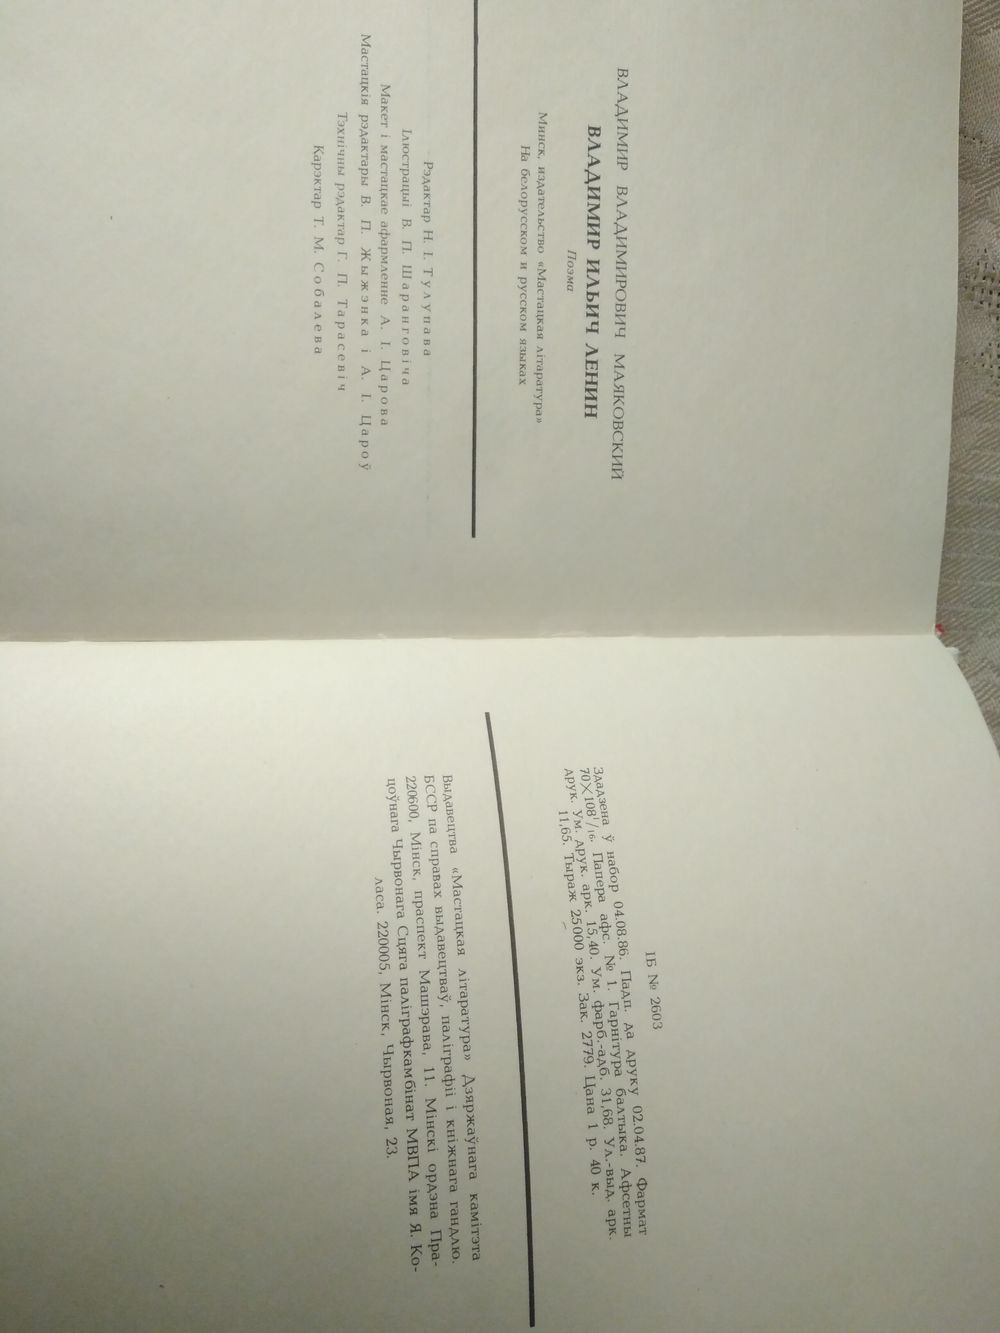 ВЛАДИМИР ВЛАДИМИРОВИЧ МАЯКОВСКИЙ
ВЛАДИМИР ИЛЬИЧ ЛЕНИН
Поэма
Минск, издательство «Мастацкая літаратура»
На белорусском и русском языках
Рэдактар Н. І. Тулупава
Ілюстрацыі В. П. Шаранговіча
Макет і мастацкае афармленне А. І. Царова
Мастацкія рэдактары В. П. Жыжэнка і А. І. Цароў
Тэхнічны рэдактар Г. П. Тарасевіч
Карэктар Т. М. Собалева
ІБ № 2603
Здадзена ў набор 04.08.86. Падп. да друку 02.04.87. Фармат
70×108¹/₁₆. Папера афс. № 1. Гарнітура балтыка. Афсетны
друк. Ум. друк. арк. 15,40. Ум. фарб.-адб. 31,68. Ул.-выд. арк.
11,65. Тыраж 25000 экз. Зак. 2779. Цана 1 р. 40 к.
Выдавецтва «Мастацкая літаратура» Дзяржаўнага камітэта
БССР па справах выдавецтваў, паліграфіі і кніжнага гандлю.
220600, Мінск, праспект Машэрава, 11. Мінскі ордэна Пра-
цоўнага Чырвонага Сцяга паліграфкамбінат МВПА імя Я. Ко-
ласа. 220005, Мінск, Чырвоная, 23.